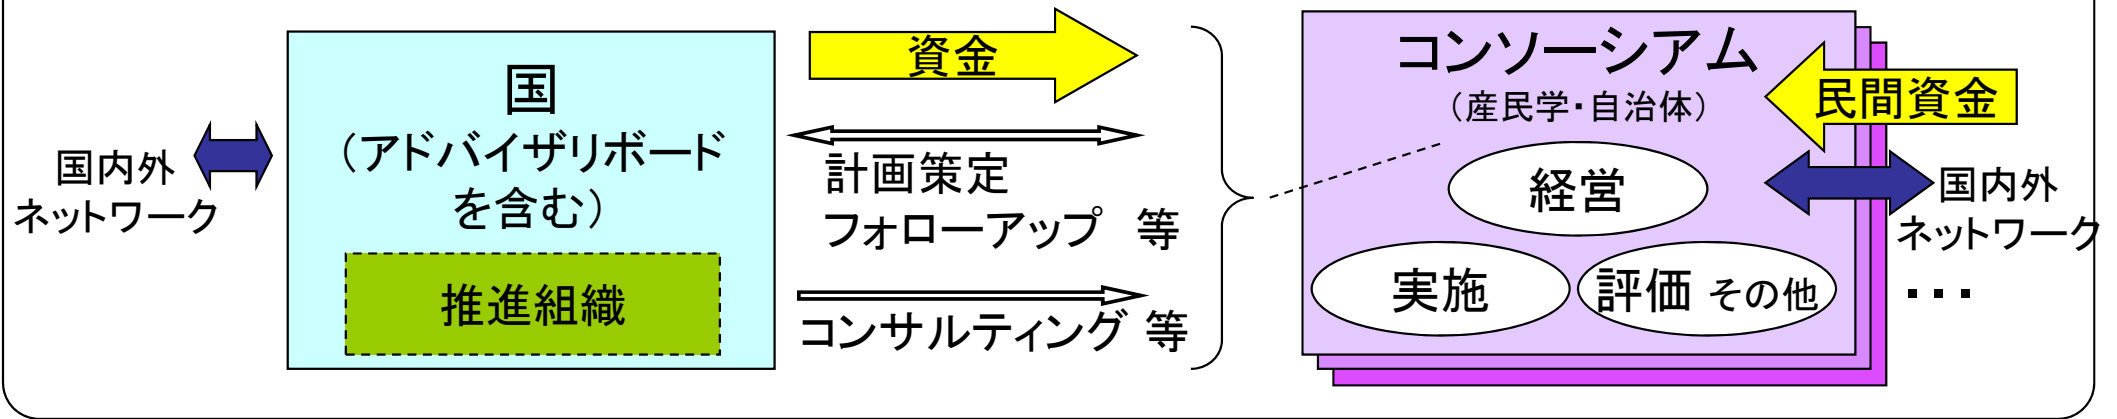 国内外
ネットワーク
国
（アドバイザリボード
を含む）
推進組織
資金
計画策定
フォローアップ 等
コンサルティング 等
コンソーシアム
（産民学・自治体）
経営
実施
評価 その他
民間資金
国内外
ネットワーク
・・・